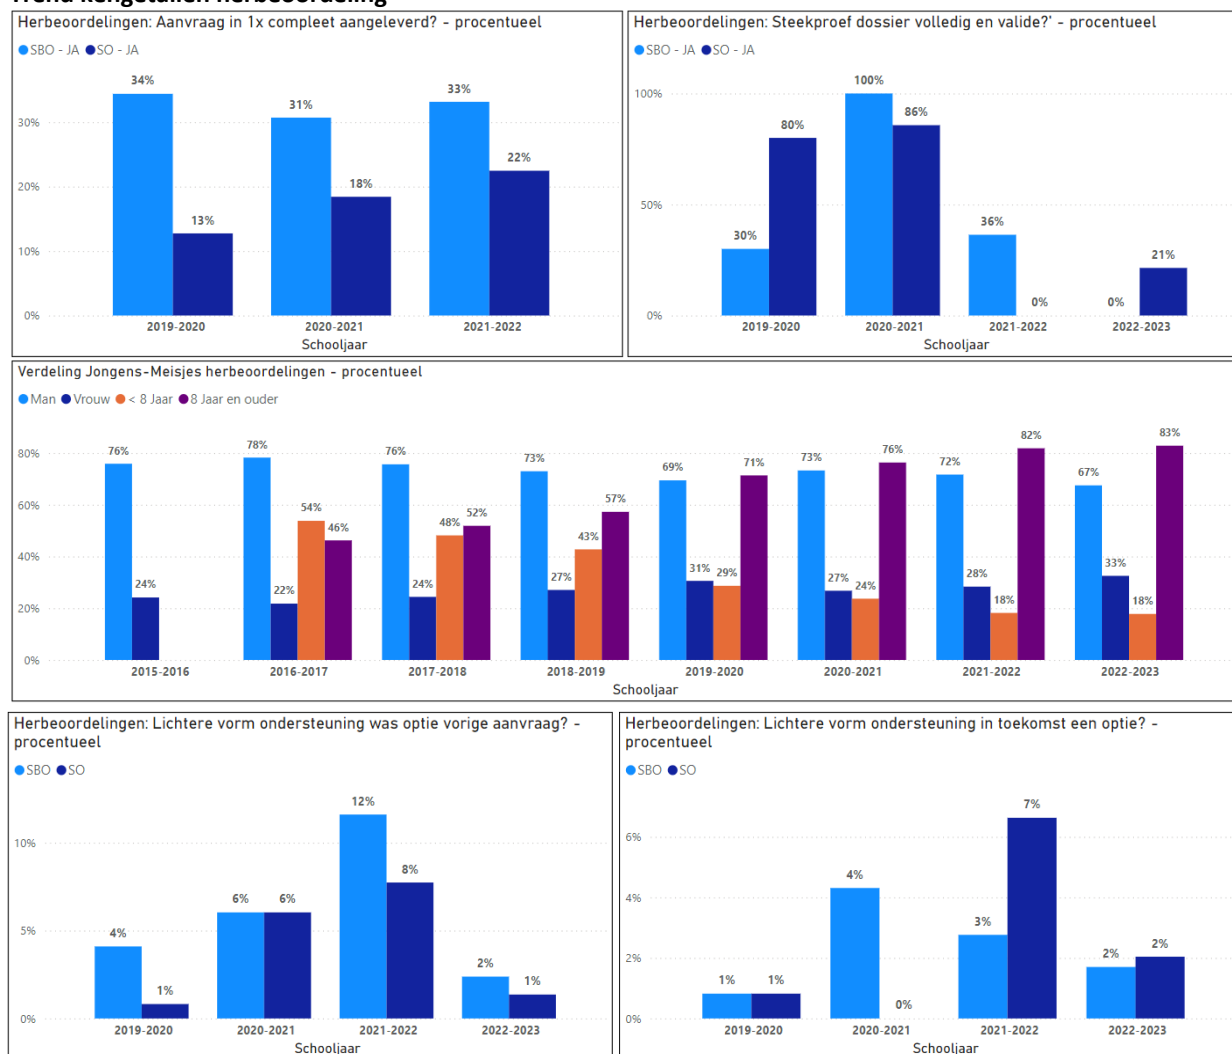 Trend kengetallen herbeoordeling
Herbeoordelingen: Aanvraag in 1x compleet aangeleverd? - procentueel
SBO - JA SO - JA
34%
31%
33%
30%
22%
20%
18%
13%
10%
0%
2019-2020 2020-2021 2021-2022
Schooljaar
Herbeoordelingen: Steekproef dossier volledig en valide?' - procentueel
SBO - JA SO - JA
100%
100%
86%
80%
50%
36%
30%
21%
0% 0%
0%
2019-2020 2020-2021 2021-2022 2022-2023
Schooljaar
Verdeling Jongens-Meisjes herbeoordelingen - procentueel
Man Vrouw < 8 Jaar 8 Jaar en ouder
80%
60%
40%
20%
0%
76% 24%
78% 22% 54% 46%
76% 24% 48% 52%
73% 27% 43% 57%
69% 31% 29% 71%
73% 27% 24% 76%
72% 28% 18% 82%
67% 33% 18% 83%
2015-2016 2016-2017 2017-2018 2018-2019 2019-2020 2020-2021 2021-2022 2022-2023
Schooljaar
Herbeoordelingen: Lichtere vorm ondersteuning was optie vorige aanvraag? -
procentueel
SBO SO
10%
5%
0%
4% 1%
6% 6%
12% 8%
2% 1%
2019-2020 2020-2021 2021-2022 2022-2023
Schooljaar
Herbeoordelingen: Lichtere vorm ondersteuning in toekomst een optie? -
procentueel
SBO SO
6%
4%
2%
0%
1% 1%
4% 0%
3% 7%
2% 2%
2019-2020 2020-2021 2021-2022 2022-2023
Schooljaar